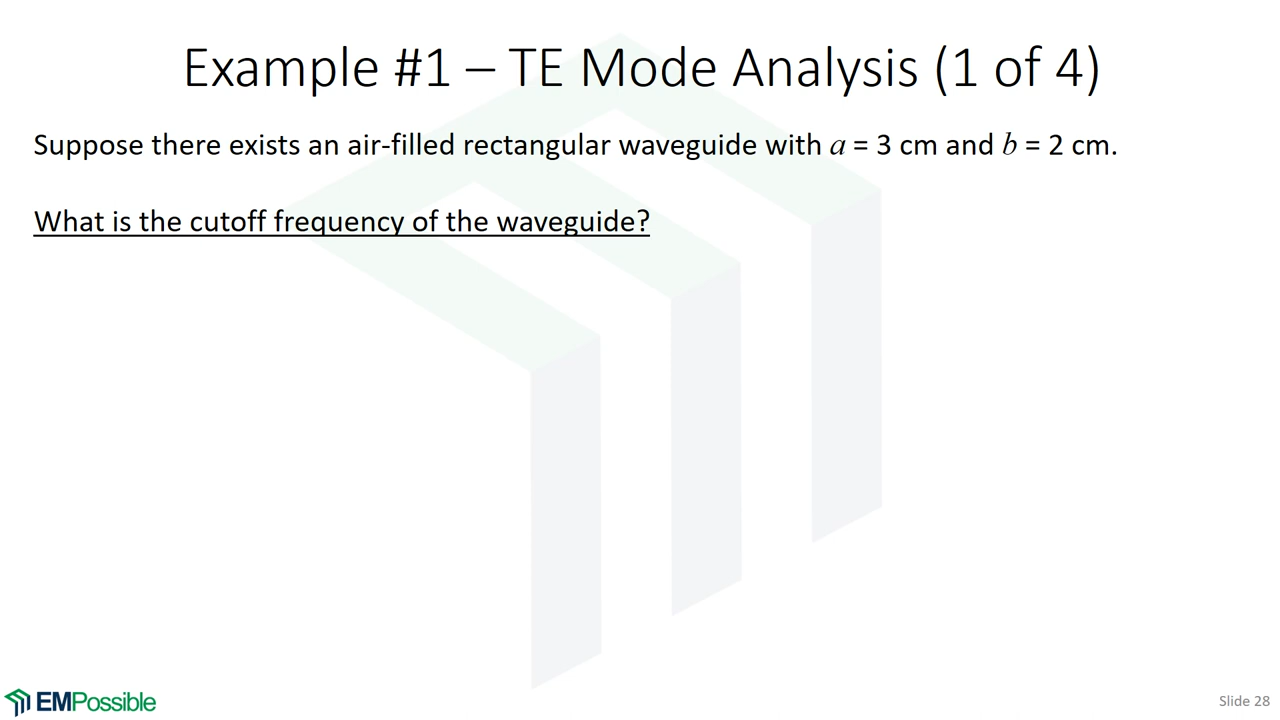 Example #1 – TE Mode Analysis (1 of 4)
Suppose there exists an air-filled rectangular waveguide with a = 3 cm and b = 2 cm.
What is the cutoff frequency of the waveguide?
EMPossible
Slide 28